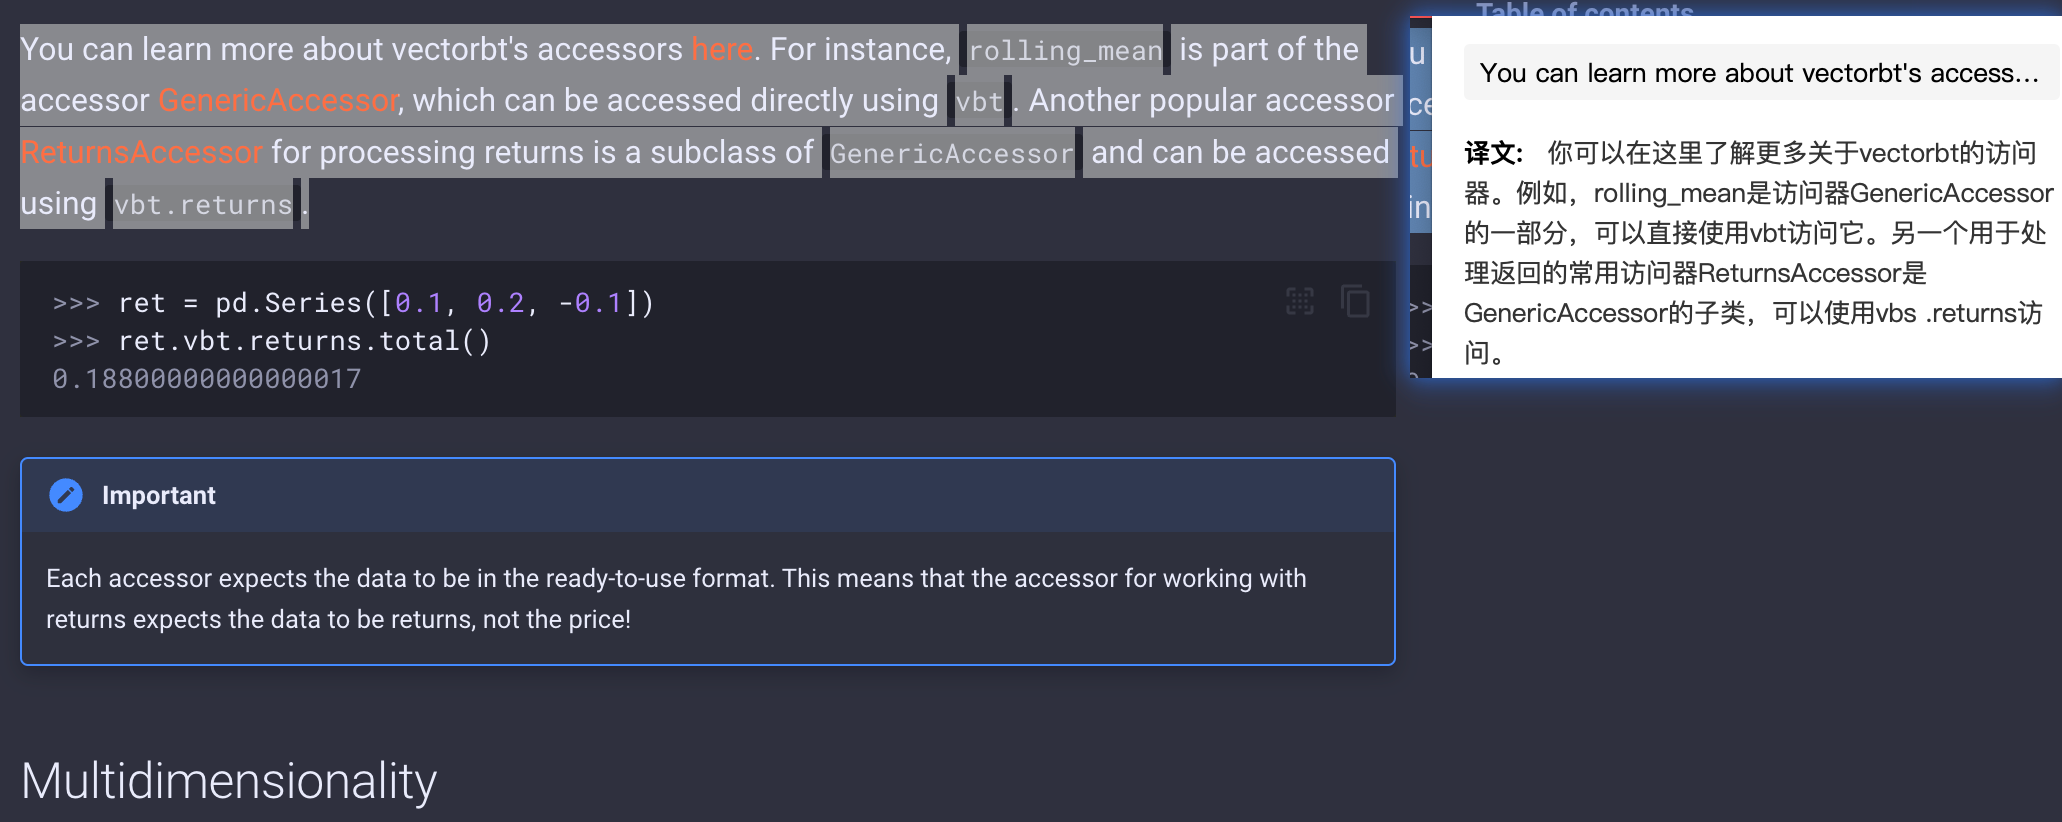 You can learn more about vectorbt's accessors here. For instance, rolling_mean is part of the
accessor GenericAccessor, which can be accessed directly using vbt. Another popular accessor
ReturnsAccessor for processing returns is a subclass of GenericAccessor and can be accessed
using vbt.returns.
>>> ret = pd.Series([0.1, 0.2, -0.1])
>>> ret.vbt.returns.total()
0.18800000000000017
Important
Each accessor expects the data to be in the ready-to-use format. This means that the accessor for working with
returns expects the data to be returns, not the price!
Multidimensionality
Table of contents
You can learn more about vectorbt's access...
译文： 你可以在这里了解更多关于vectorbt的访问
器。例如，rolling_mean是访问器GenericAccessor
的一部分，可以直接使用vbt访问它。另一个用于处
理返回的常用访问器ReturnsAccessor是
GenericAccessor的子类，可以使用vbs .returns访
问。